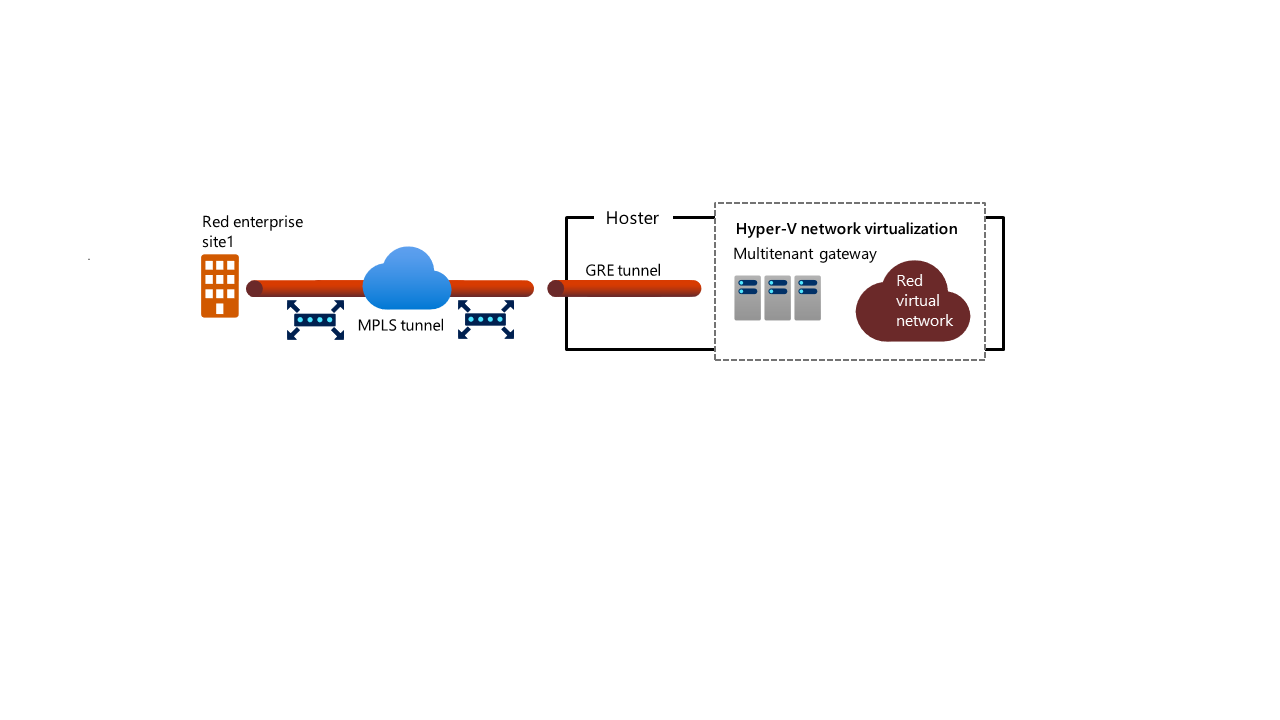 Red enterprise
site1
MPLS tunnel
Hoster
GRE tunnel
Hyper-V network virtualization
Multitenant gateway
Red
virtual
network